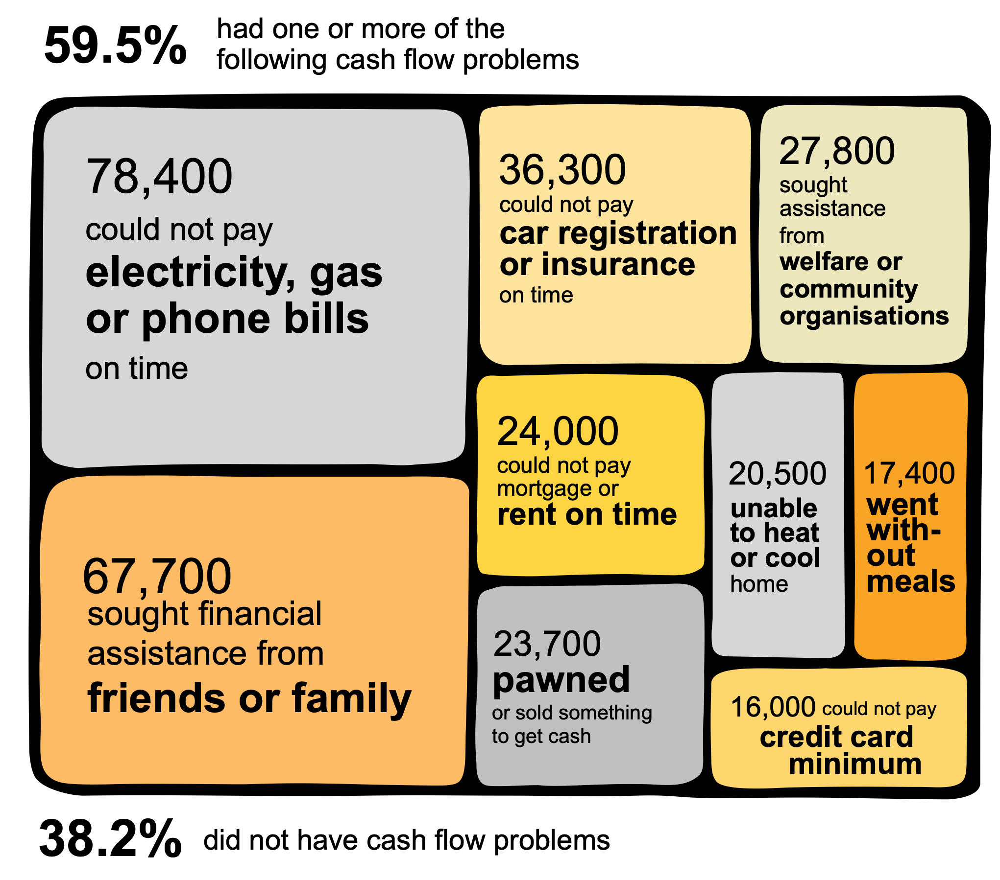 59.5%
had one or more of the
following cash flow problems
78,400
could not pay
electricity, gas
or phone bills
on time
36,300
could not pay
car registration
or insurance
on time
27,800
sought
assistance
from
welfare or
community
organisations
67,700
sought financial
assistance from
friends or family
24,000
could not pay
mortgage or
rent on time
20,500
unable
to heat
or cool
home
17,400
went
with-
out
meals
23,700
pawned
or sold something
to get cash
16,000 could not pay
credit card
minimum
38.2% did not have cash flow problems